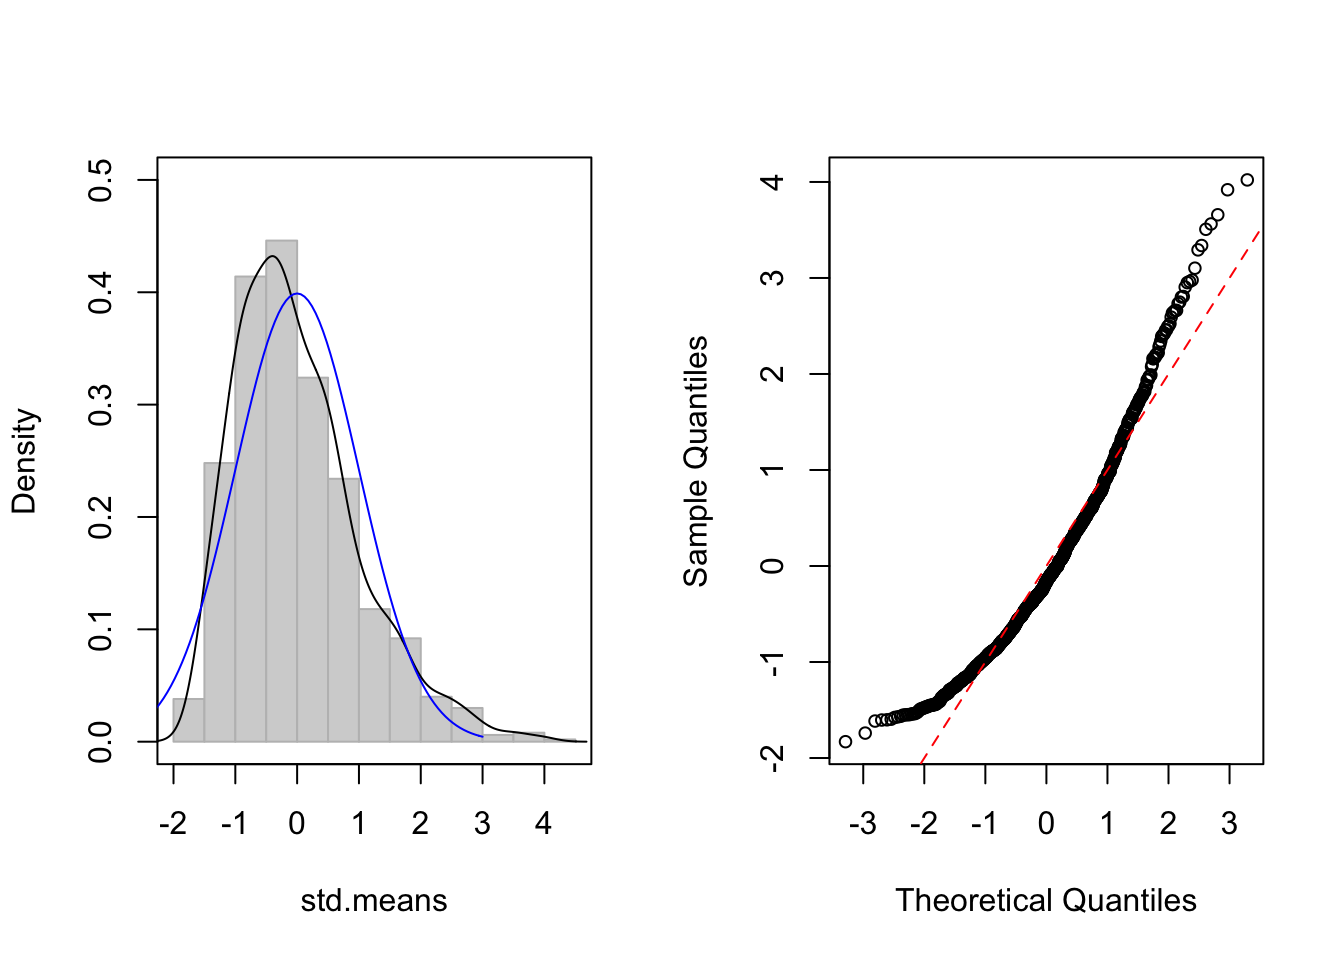 Density
0.5
0.4
0.3
0.2
0.1
0.0
-2 -1 0 1 2 3 4
std.means
Sample Quantiles
4
3
2
1
0
-1
-2
-3 -2 -1 0 1 2 3
Theoretical Quantiles